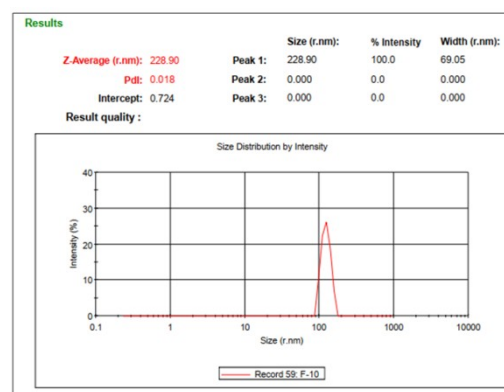 Results
Size (r.nm): % Intensity Width (r.nm):
Z-Average (r.nm): 228.90 Peak 1: 228.90 100.0 69.05
PdI: 0.018 Peak 2: 0.000 0.0 0.000
Intercept: 0.724 Peak 3: 0.000 0.0 0.000
Result quality :
Size Distribution by Intensity
40
30
20
10
0
Intensity (%)
0.1 1 10 100 1000 10000
Size (r.nm)
Record 59: F-10